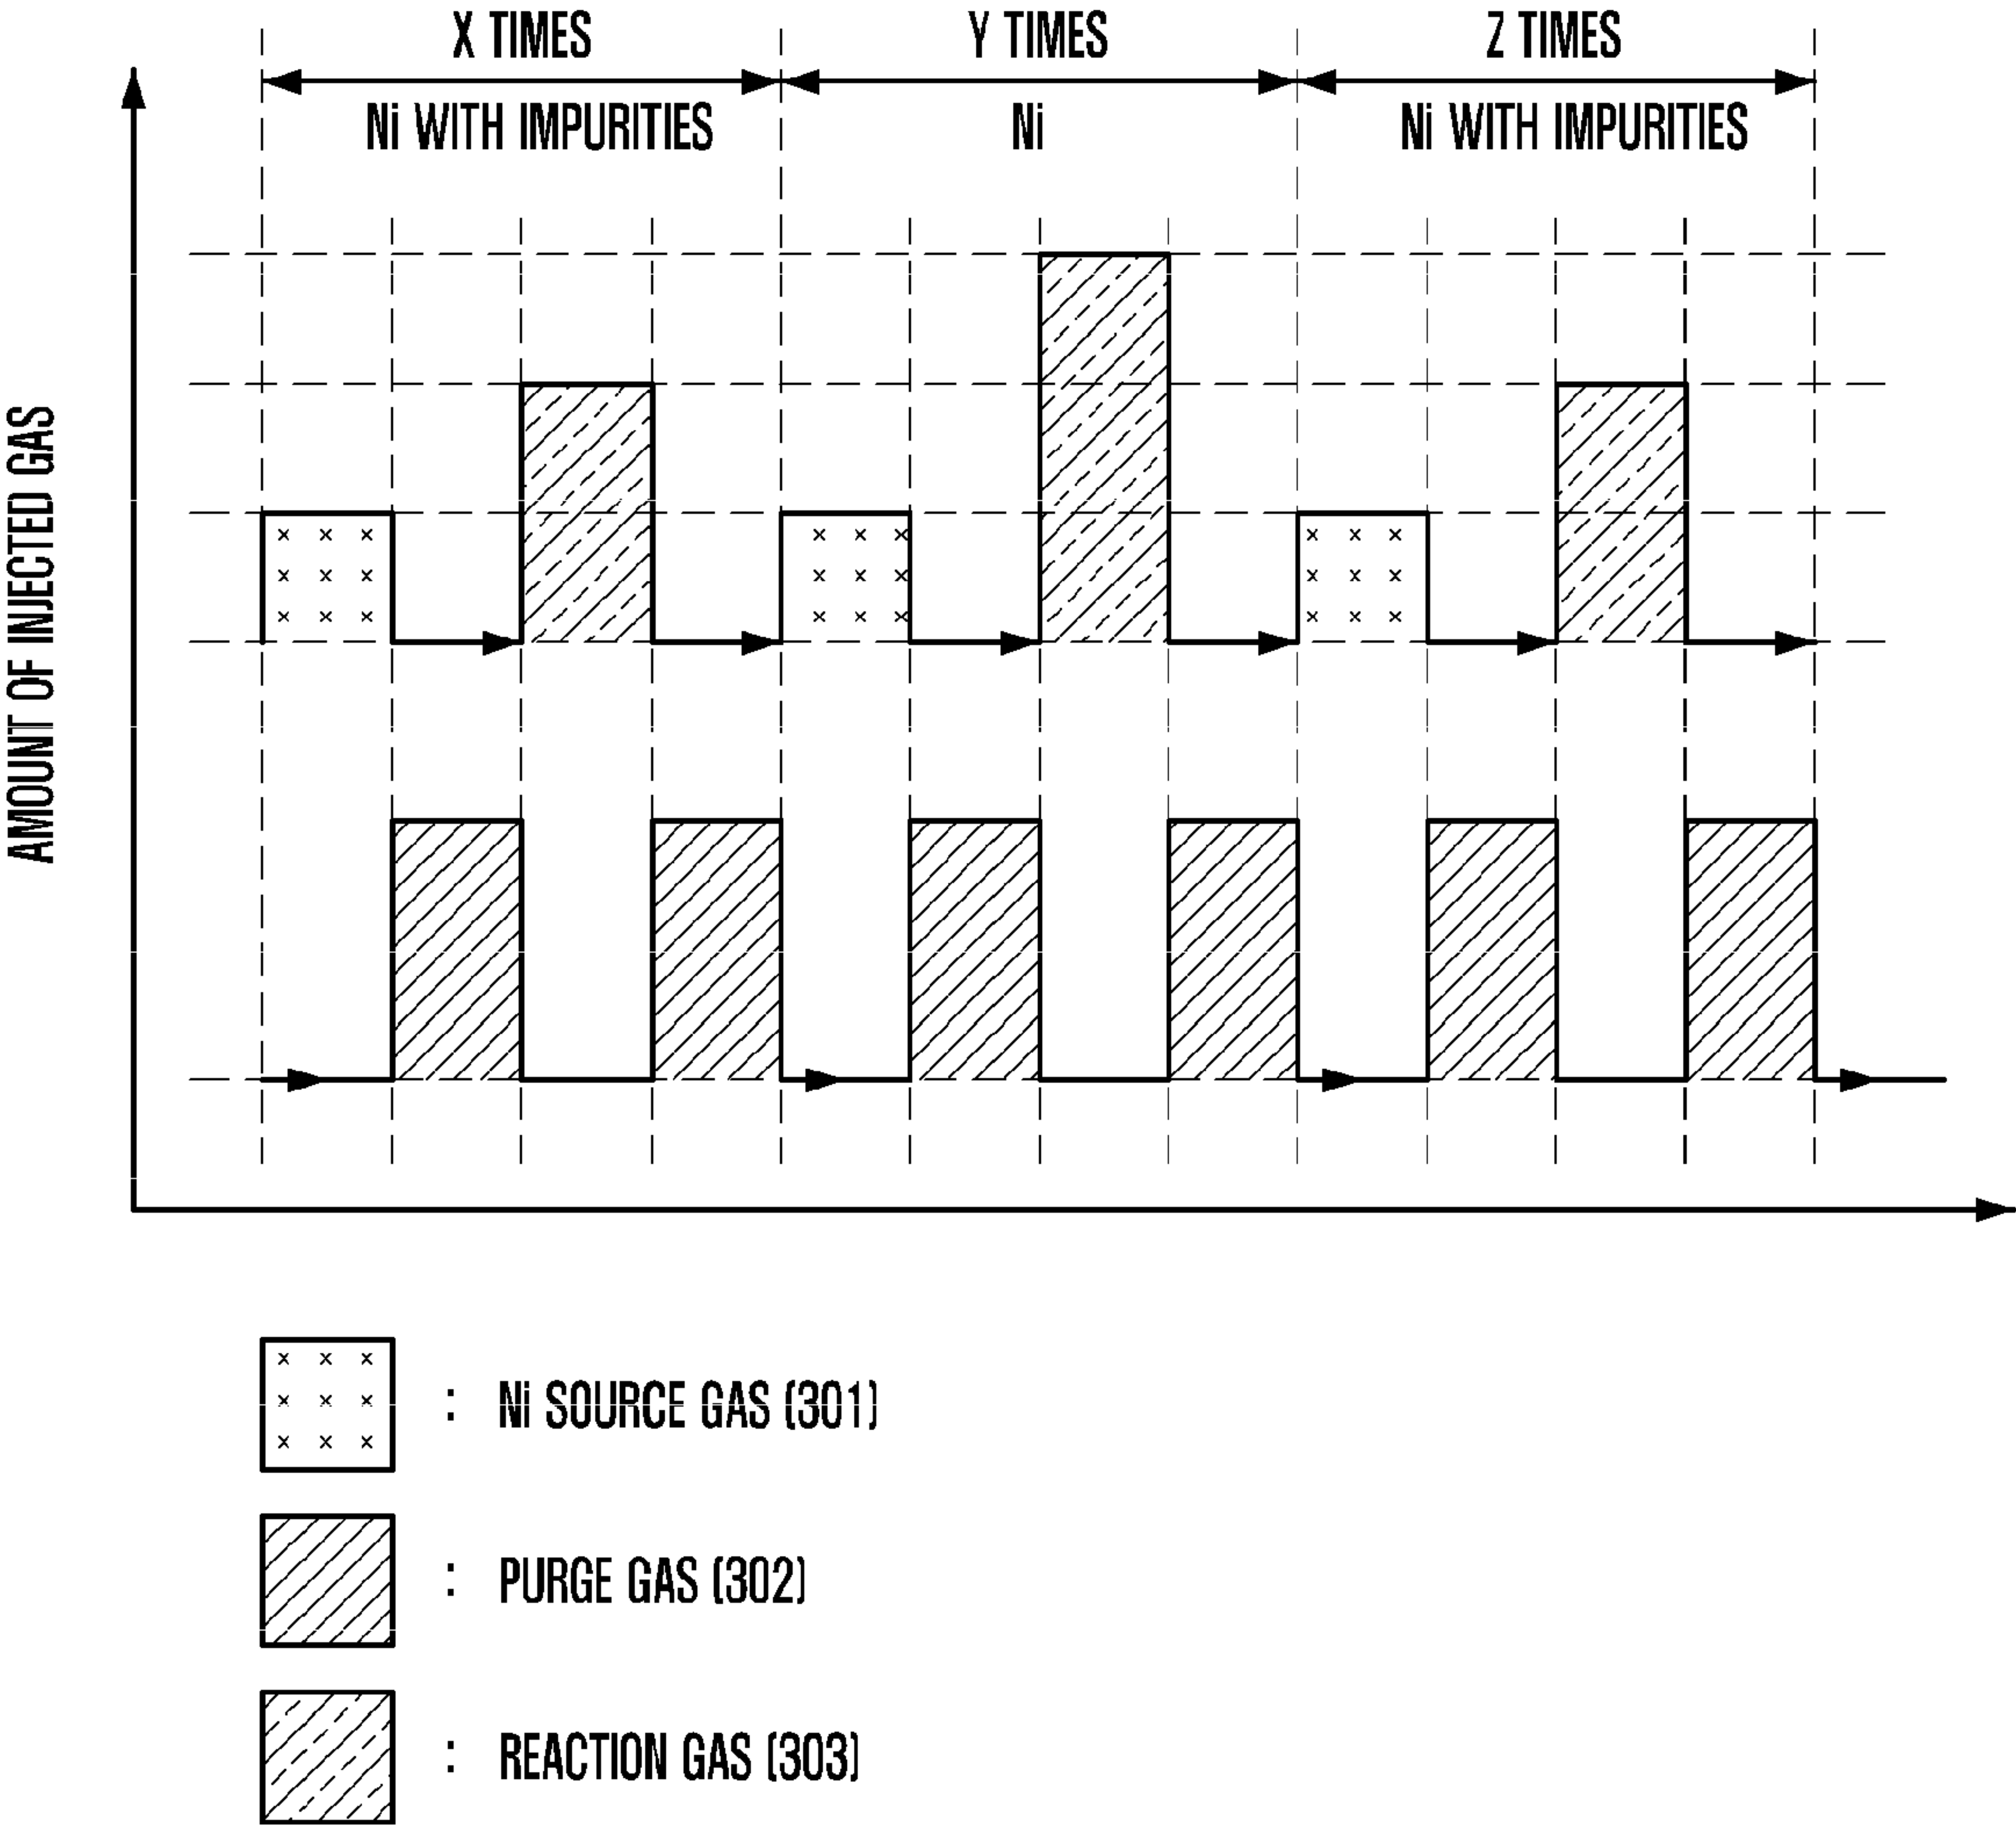 X TIMES
Y TIMES
Z TIMES
Ni WITH IMPURITIES
Ni
Ni WITH IMPURITIES
AMOUNT OF INJECTED GAS
: Ni SOURCE GAS (301)
: PURGE GAS (302)
: REACTION GAS (303)